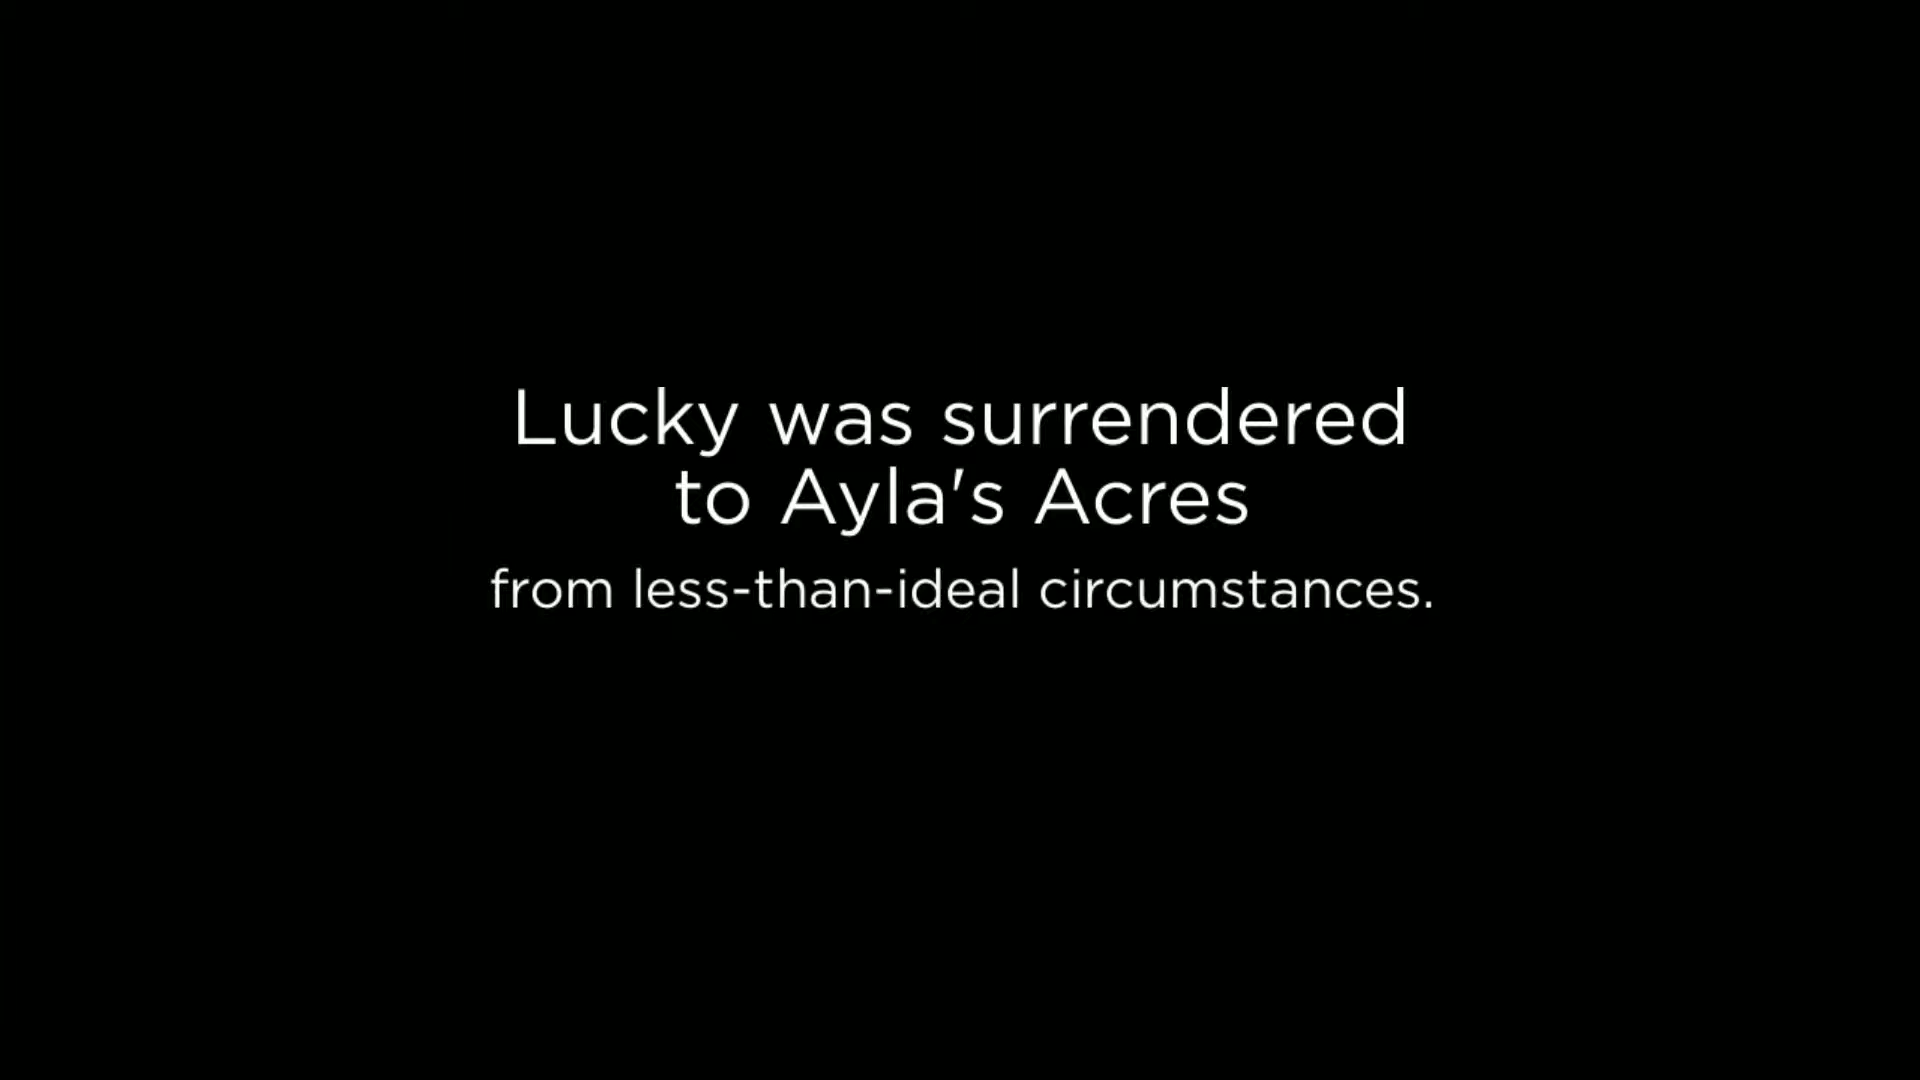 Lucky was surrendered
to Ayla's Acres
from less-than-ideal circumstances.